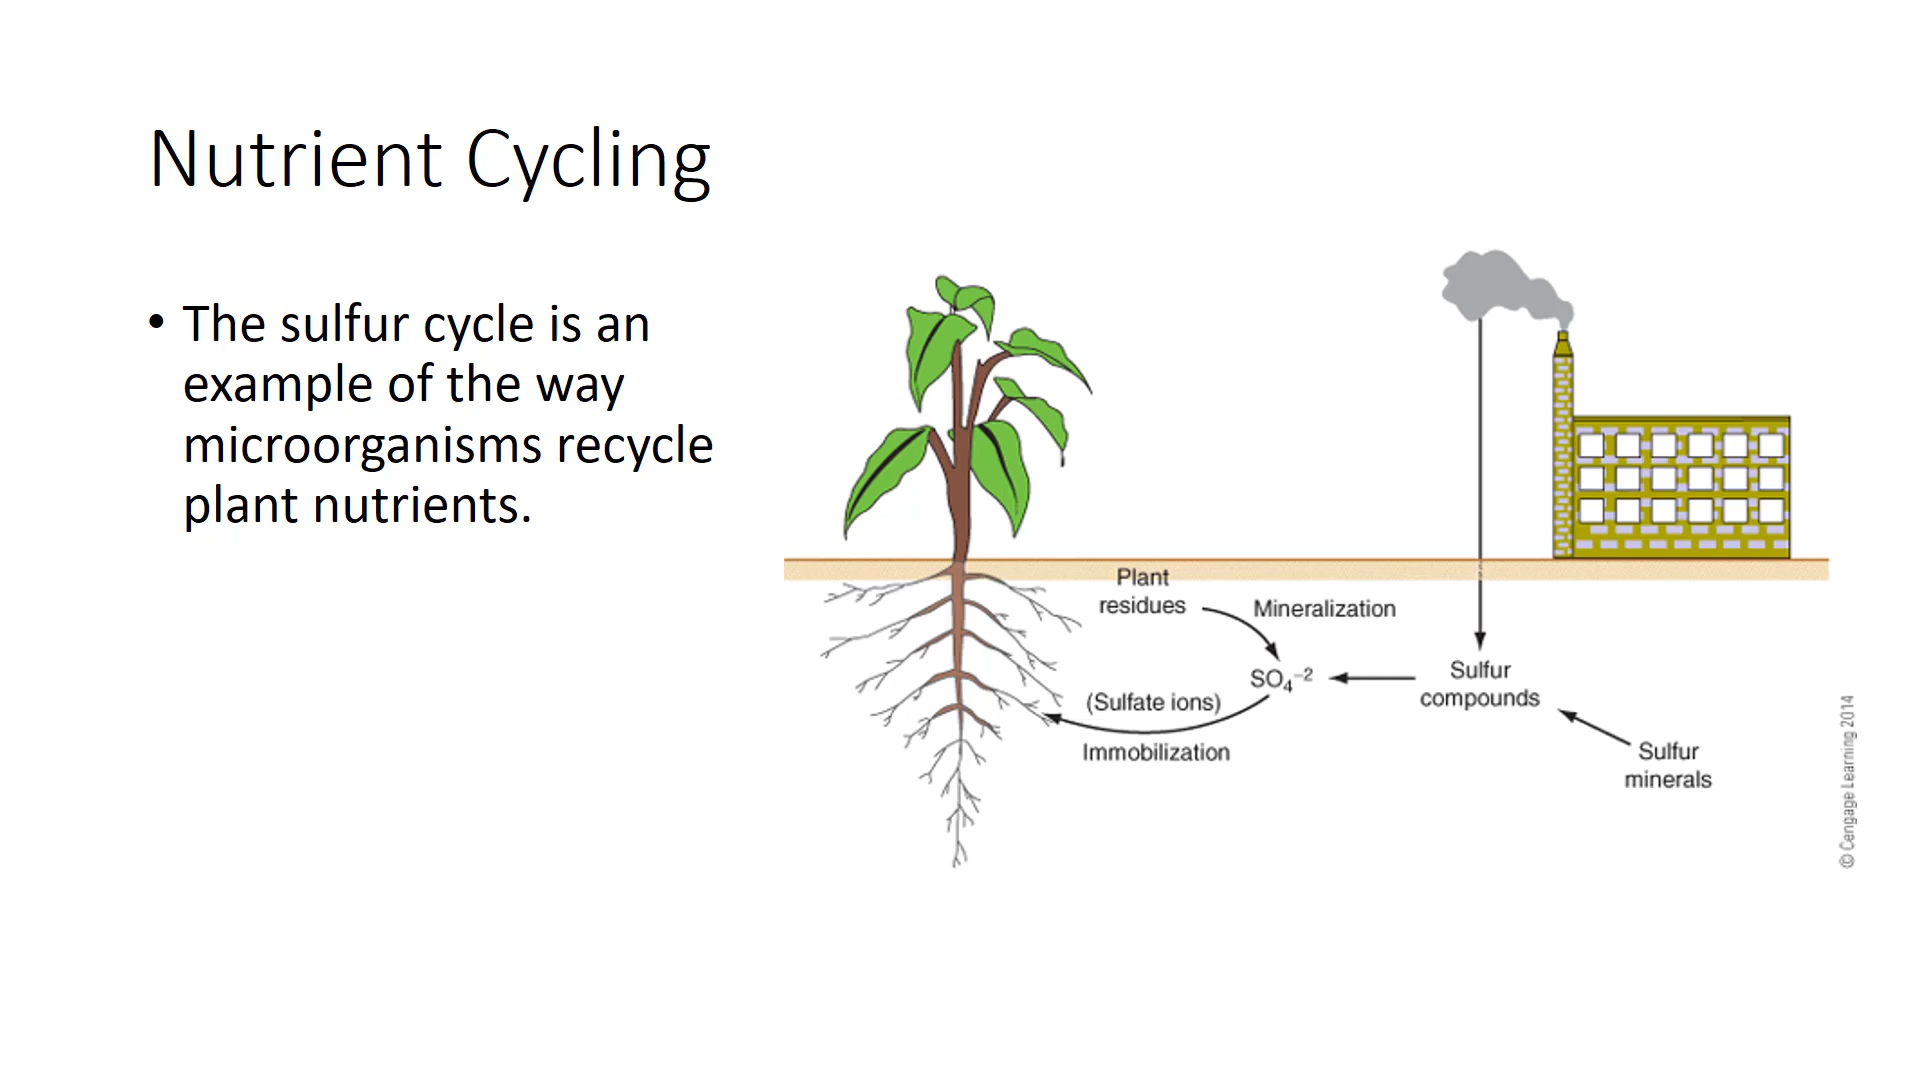 Nutrient Cycling
• The sulfur cycle is an
example of the way
microorganisms recycle
plant nutrients.
Plant
residues
Mineralization
SO₄⁻²
(Sulfate ions)
Immobilization
Sulfur
compounds
Sulfur
minerals
© Cengage Learning 2014